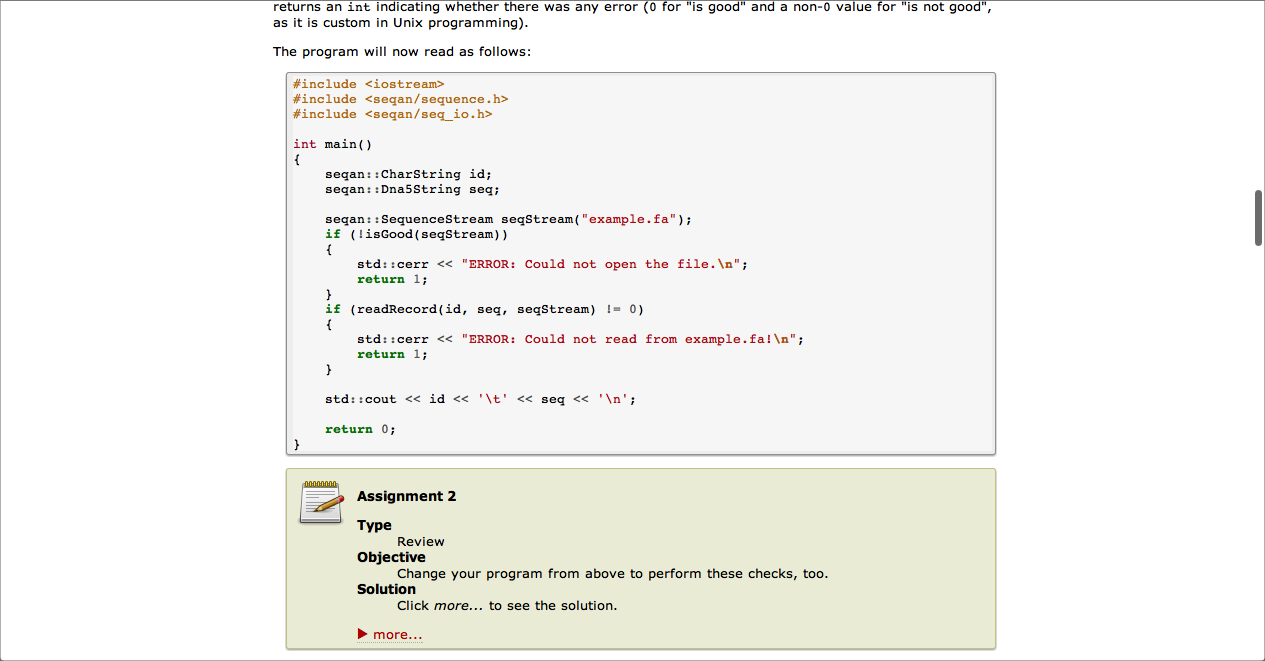 returns an int indicating whether there was any error (0 for "is good" and a non-0 value for "is not good",
as it is custom in Unix programming).
The program will now read as follows:
#include <iostream>
#include <seqan/sequence.h>
#include <seqan/seq_io.h>
int main()
{
    seqan::CharString id;
    seqan::Dna5String seq;
    seqan::SequenceStream seqStream("example.fa");
    if (!isGood(seqStream))
    {
        std::cerr << "ERROR: Could not open the file.\n";
        return 1;
    }
    if (readRecord(id, seq, seqStream) != 0)
    {
        std::cerr << "ERROR: Could not read from example.fa!\n";
        return 1;
    }
    std::cout << id << '\t' << seq << '\n';
    return 0;
}
Assignment 2
Type
Review
Objective
Change your program from above to perform these checks, too.
Solution
Click more... to see the solution.
more...